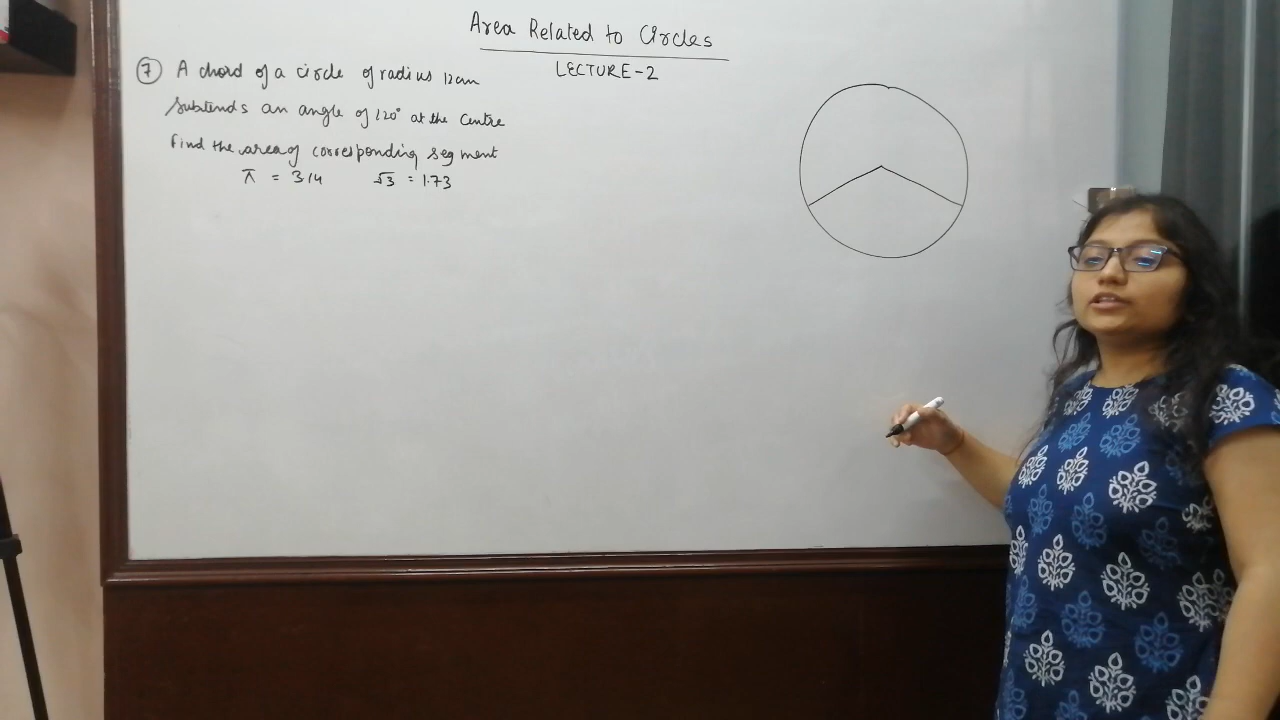 Area Related to Circles
LECTURE-2
7 A chord of a circle of radius 12cm
Subtends an angle of 120° at the centre
Find the area of corresponding segment
π = 3.14 √3 = 1.73